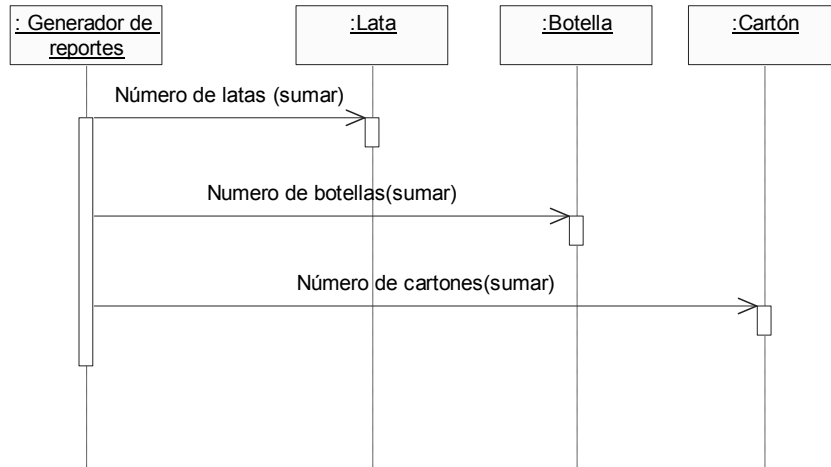 : Generador de
reportes
:Lata
:Botella
:Cartón
Número de latas (sumar)
Numero de botellas(sumar)
Número de cartones(sumar)